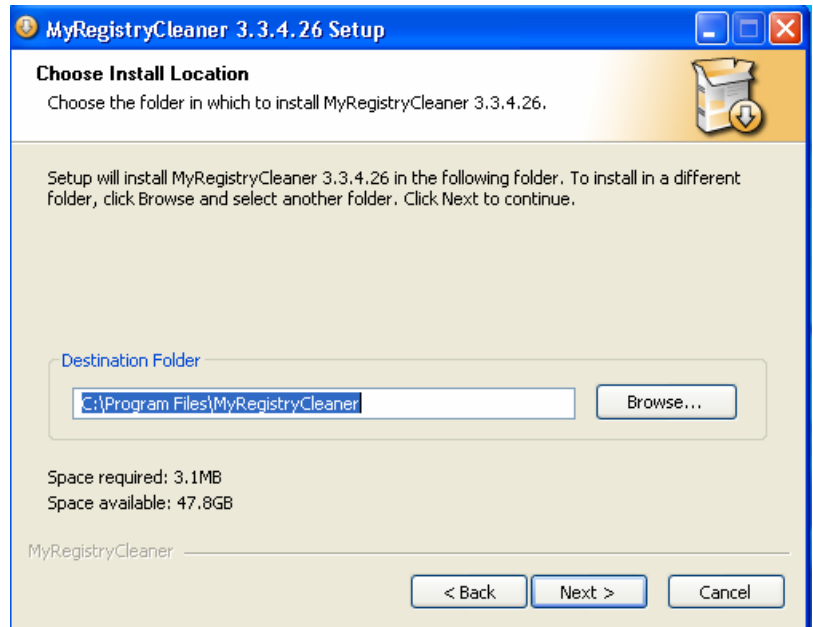 MyRegistryCleaner 3.3.4.26 Setup
Choose Install Location
Choose the folder in which to install MyRegistryCleaner 3.3.4.26.
Setup will install MyRegistryCleaner 3.3.4.26 in the following folder. To install in a different
folder, click Browse and select another folder. Click Next to continue.
Destination Folder
C:\Program Files\MyRegistryCleaner
Browse...
Space required: 3.1MB
Space available: 47.8GB
MyRegistryCleaner
< Back
Next >
Cancel